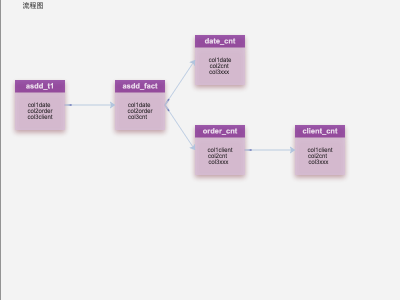 流程图
date_cnt
col1date
col2cnt
col3xxx
asdd_t1
col1date
col2order
col3client
asdd_fact
col1date
col2order
col3cnt
order_cnt
col1client
col2cnt
col3xxx
client_cnt
col1client
col2cnt
col3xxx